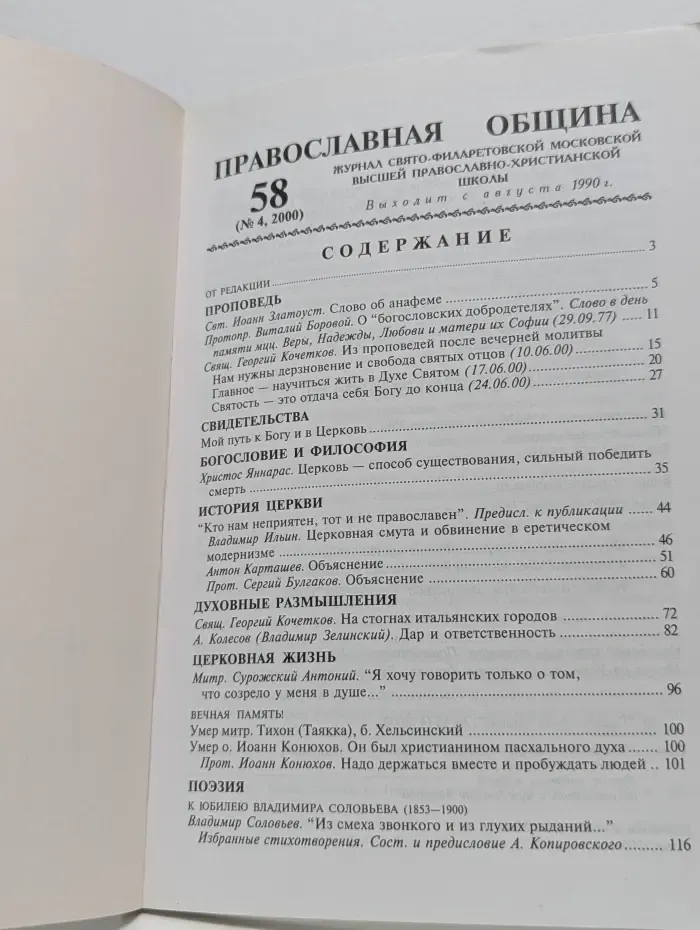 ПРАВОСЛАВНАЯ ОБЩИНА
58
(№ 4, 2000)
ЖУРНАЛ СВЯТО-ФИЛАРЕТОВСКОЙ МОСКОВСКОЙ
ВЫСШЕЙ ПРАВОСЛАВНО-ХРИСТИАНСКОЙ
ШКОЛЫ
Выходит с августа 1990 г.
СОДЕРЖАНИЕ
ОТ РЕДАКЦИИ 3
ПРОПОВЕДЬ
Свт. Иоанн Златоуст. Слово об анафеме 5
Протопр. Виталий Боровой. О “богословских добродетелях”. Слово в день
памяти мцц. Веры, Надежды, Любови и матери их Софии (29.09.77) ..... 11
Свящ. Георгий Кочетков. Из проповедей после вечерней молитвы
Нам нужны дерзновение и свобода святых отцов (10.06.00) 15
Главное — научиться жить в Духе Святом (17.06.00) 20
Святость — это отдача себя Богу до конца (24.06.00) 27
СВИДЕТЕЛЬСТВА
Мой путь к Богу и в Церковь 31
БОГОСЛОВИЕ И ФИЛОСОФИЯ
Христос Яннарас. Церковь — способ существования, сильный победить
смерть 35
ИСТОРИЯ ЦЕРКВИ
“Кто нам неприятен, тот и не православен”. Предисл. к публикации ...... 44
Владимир Ильин. Церковная смута и обвинение в еретическом
модернизме 46
Антон Карташев. Объяснение 51
Прот. Сергий Булгаков. Объяснение 60
ДУХОВНЫЕ РАЗМЫШЛЕНИЯ
Свящ. Георгий Кочетков. На стогнах итальянских городов 72
А. Колесов (Владимир Зелинский). Дар и ответственность 82
ЦЕРКОВНАЯ ЖИЗНЬ
Митр. Сурожский Антоний. “Я хочу говорить только о том,
что созрело у меня в душе...” 96
ВЕЧНАЯ ПАМЯТЬ!
Умер митр. Тихон (Таякка), б. Хельсинский 100
Умер о. Иоанн Конюхов. Он был христианином пасхального духа ....... 100
Прот. Иоанн Конюхов. Надо держаться вместе и пробуждать людей .. 101
ПОЭЗИЯ
К ЮБИЛЕЮ ВЛАДИМИРА СОЛОВЬЕВА (1853—1900)
Владимир Соловьев. “Из смеха звонкого и из глухих рыданий...”
Избранные стихотворения. Сост. и предисловие А. Копировского 116